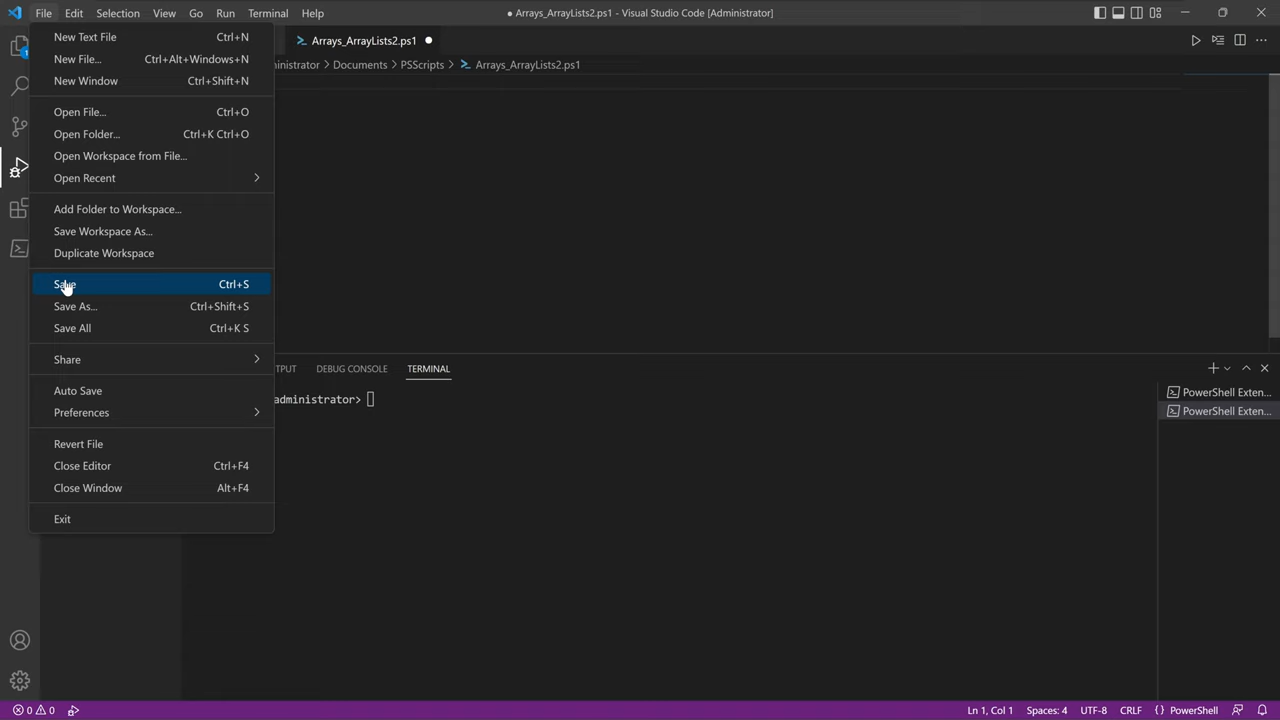 File Edit Selection View Go Run Terminal Help
● Arrays_ArrayLists2.ps1 - Visual Studio Code [Administrator]
New Text File Ctrl+N
Arrays_ArrayLists2.ps1 ●
New File... Ctrl+Alt+Windows+N
ministrator > Documents > PSScripts > Arrays_ArrayLists2.ps1
New Window Ctrl+Shift+N
Open File... Ctrl+O
Open Folder... Ctrl+K Ctrl+O
Open Workspace from File...
Open Recent >
Add Folder to Workspace...
Save Workspace As...
Duplicate Workspace
Save Ctrl+S
Save As... Ctrl+Shift+S
Save All Ctrl+K S
Share >
Auto Save
Preferences >
Revert File
Close Editor Ctrl+F4
Close Window Alt+F4
Exit
TPUT DEBUG CONSOLE TERMINAL
administrator>
PowerShell Exten...
PowerShell Exten...
0 0
Ln 1, Col 1 Spaces: 4 UTF-8 CRLF { } PowerShell